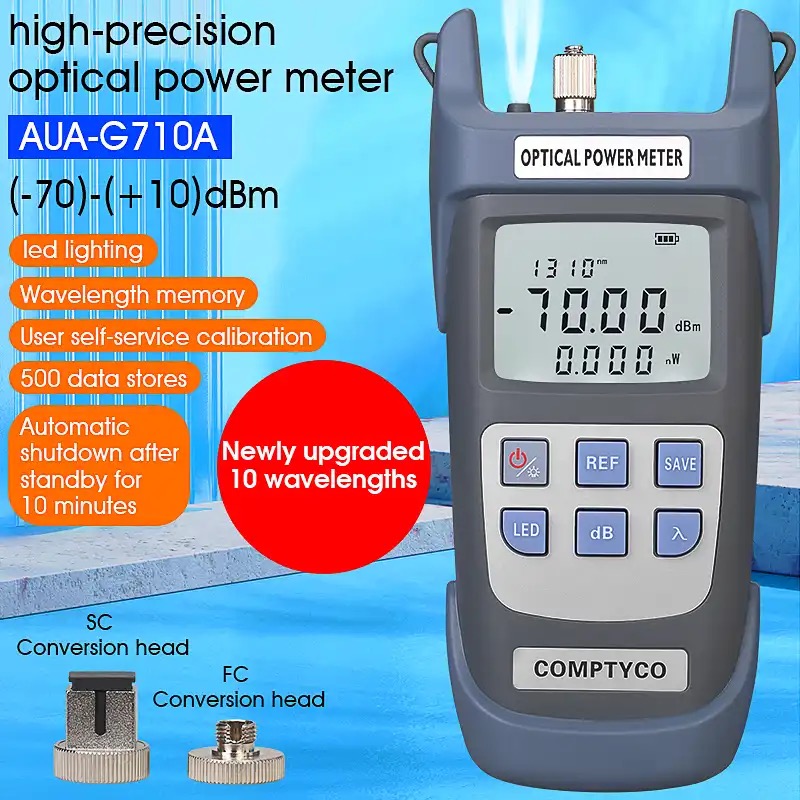 high-precision
optical power meter
AUA-G710A
(-70)-(+10)dBm
led lighting
Wavelength memory
User self-service calibration
500 data stores
Automatic
shutdown after
standby for
10 minutes
Newly upgraded
10 wavelengths
SC
Conversion head
FC
Conversion head
OPTICAL POWER METER
1310nm
-70.00 dBm
0.000 nW
REF
SAVE
LED
dB
λ
COMPTYCO